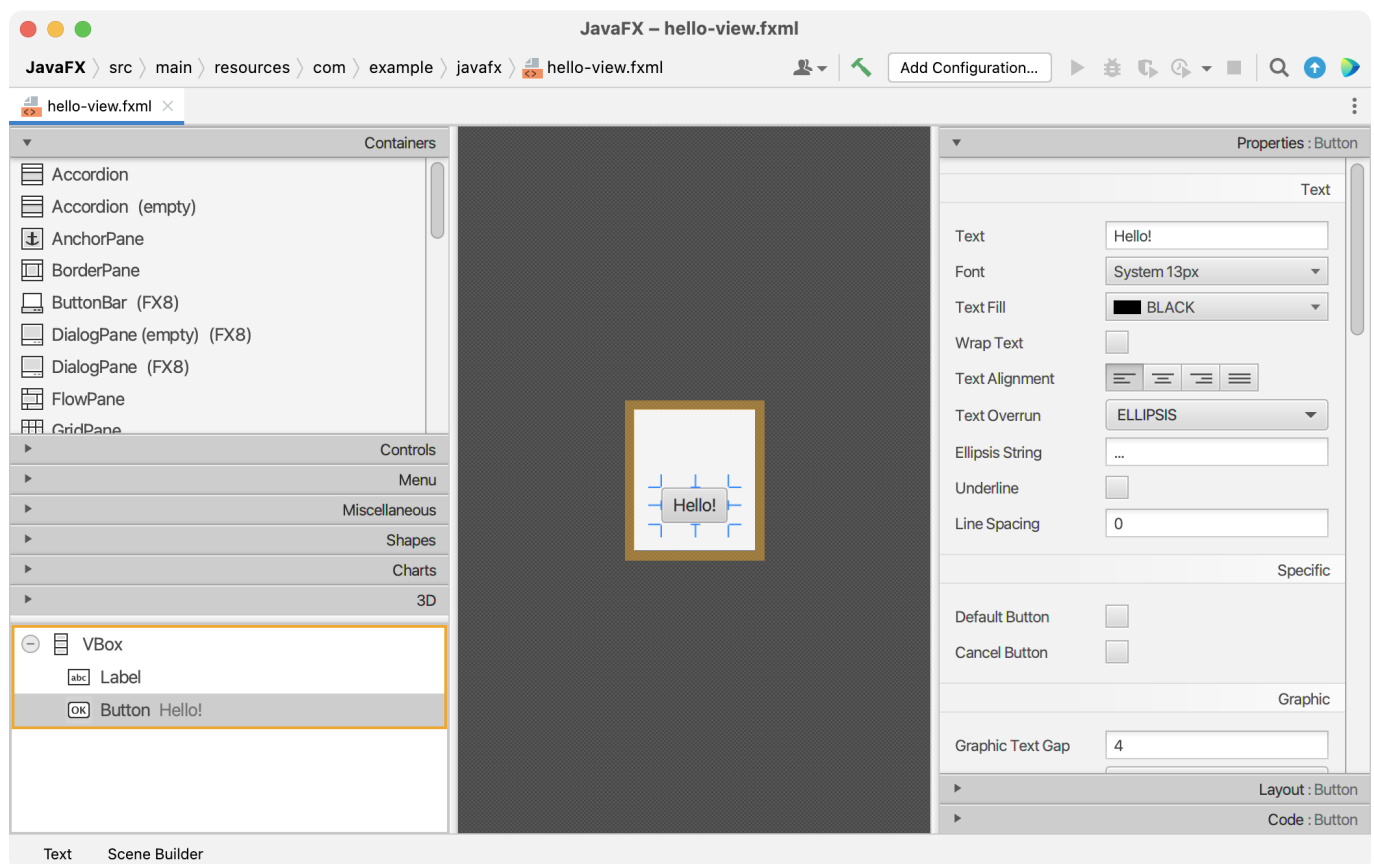 JavaFX – hello-view.fxml
JavaFX src main resources com example javafx hello-view.fxml Add Configuration...
hello-view.fxml
Containers
Accordion
Accordion (empty)
AnchorPane
BorderPane
ButtonBar (FX8)
DialogPane (empty) (FX8)
DialogPane (FX8)
FlowPane
GridPane
Controls
Menu
Miscellaneous
Shapes
Charts
3D
VBox
abc Label
OK Button Hello!
Hello!
Properties : Button
Text
Text Hello!
Font System 13px
Text Fill BLACK
Wrap Text
Text Alignment
Text Overrun ELLIPSIS
Ellipsis String ...
Underline
Line Spacing 0
Specific
Default Button
Cancel Button
Graphic
Graphic Text Gap 4
Layout : Button
Code : Button
Text Scene Builder